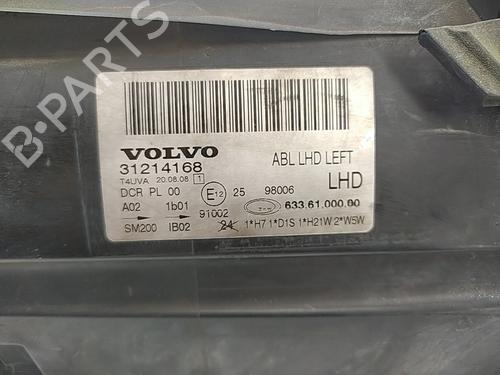 B-PARTS
VOLVO
31214168
T4UVA 20.08.08 1
DCR PL 00
A02 1b01
SM200 IB02
E12 25 98006
91002
ABL LHD LEFT
LHD
633.61.000.00
24 1*H7 1*D1S 1*H21W 2*W5W